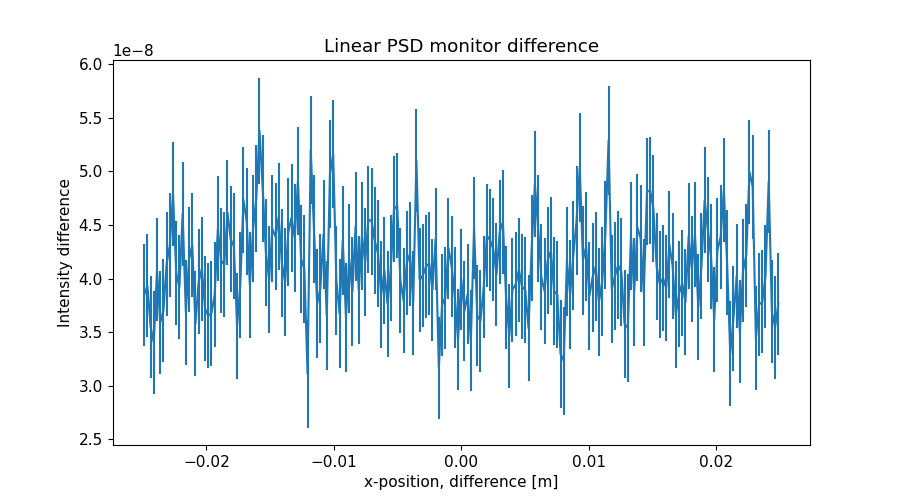 Linear PSD monitor difference
1e−8
6.0
5.5
5.0
4.5
4.0
3.5
3.0
2.5
Intensity difference
−0.02 −0.01 0.00 0.01 0.02
x-position, difference [m]